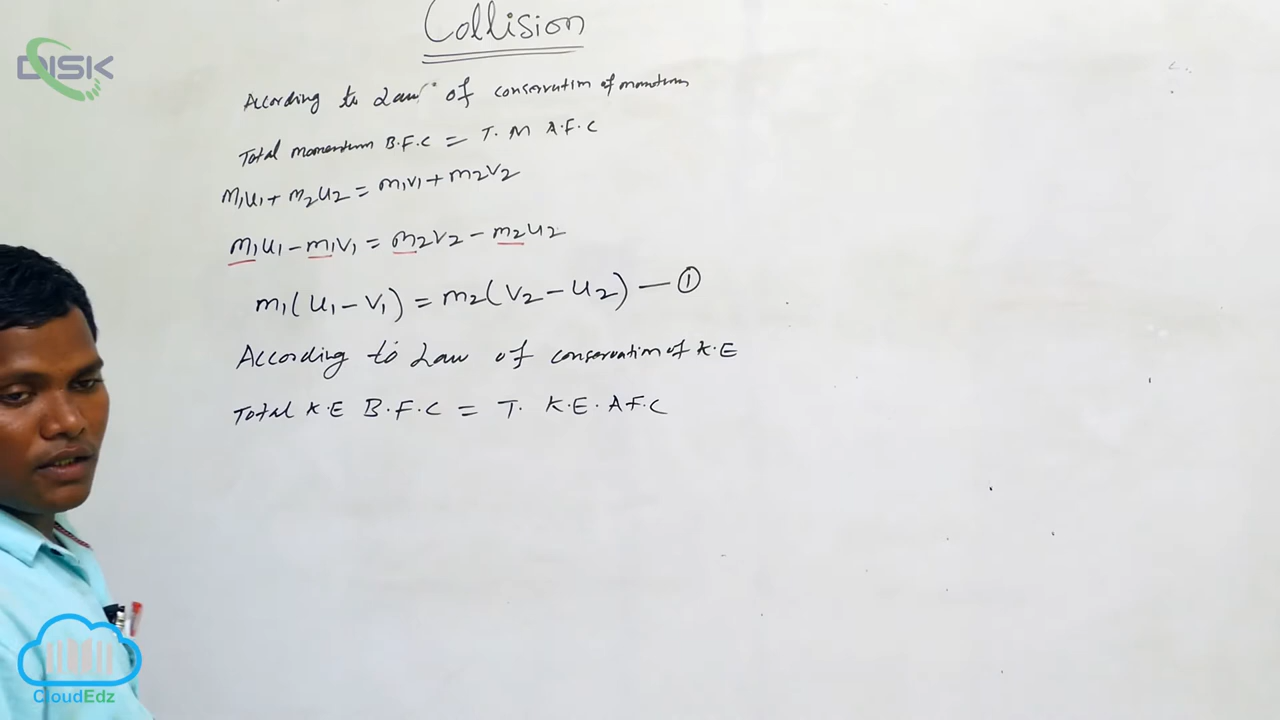 DISK
Collision
According to Law of conservation of momentum
Total momentum B.F.C = T. M A.F.C
m₁u₁ + m₂u₂ = m₁v₁ + m₂v₂
m₁u₁ - m₁v₁ = m₂v₂ - m₂u₂
m₁(u₁ - v₁) = m₂(v₂ - u₂) — ①
According to Law of conservation of K.E
Total K.E B.F.C = T. K.E. A.F.C
CloudEdz